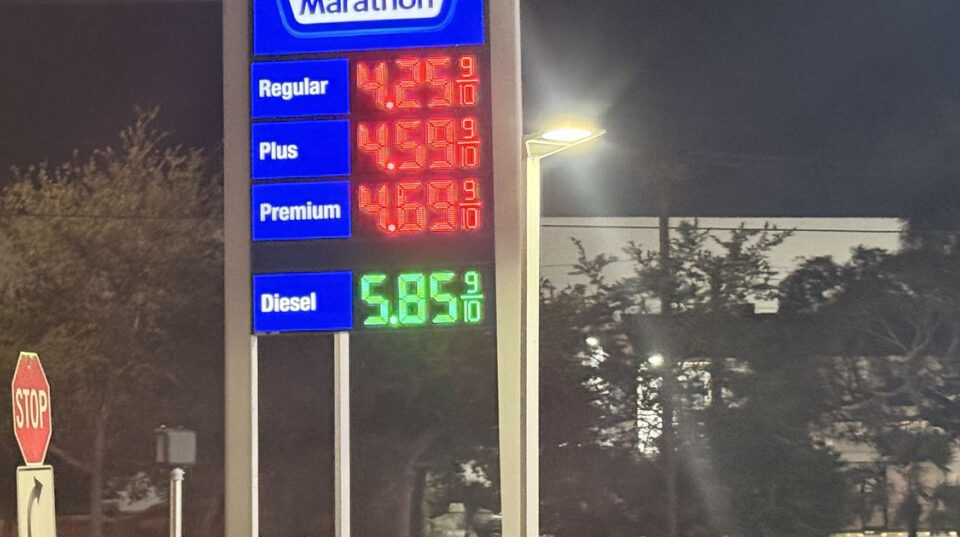 Marathon
Regular 4.25 9/10
Plus 4.59 9/10
Premium 4.69 9/10
Diesel 5.85 9/10
STOP